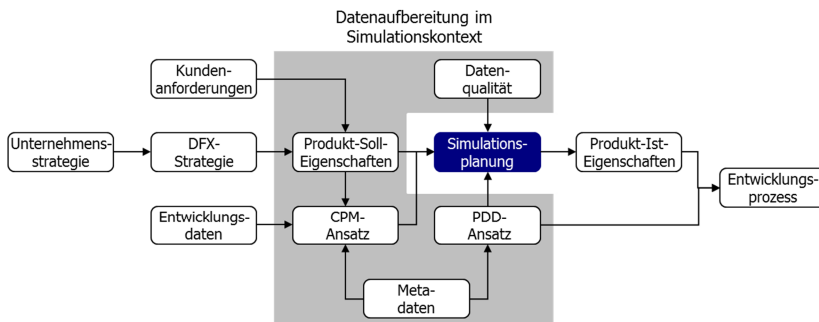 Datenaufbereitung im
Simulationskontext
Kunden-
anforderungen
Daten-
qualität
Unternehmens-
strategie
DFX-
Strategie
Produkt-Soll-
Eigenschaften
Simulations-
planung
Produkt-Ist-
Eigenschaften
Entwicklungs-
prozess
Entwicklungs-
daten
CPM-
Ansatz
PDD-
Ansatz
Meta-
daten